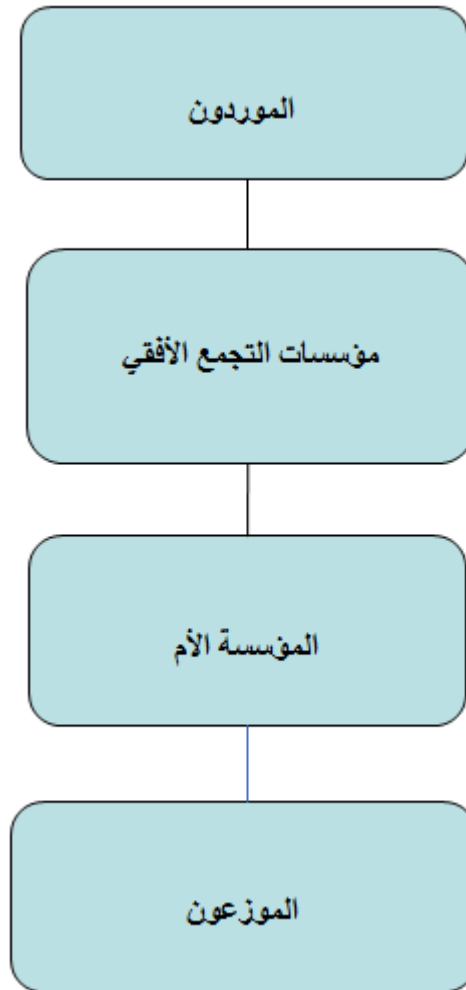 الموردون
مؤسسات التجمع الأفقي
المؤسسة الأم
الموزعون